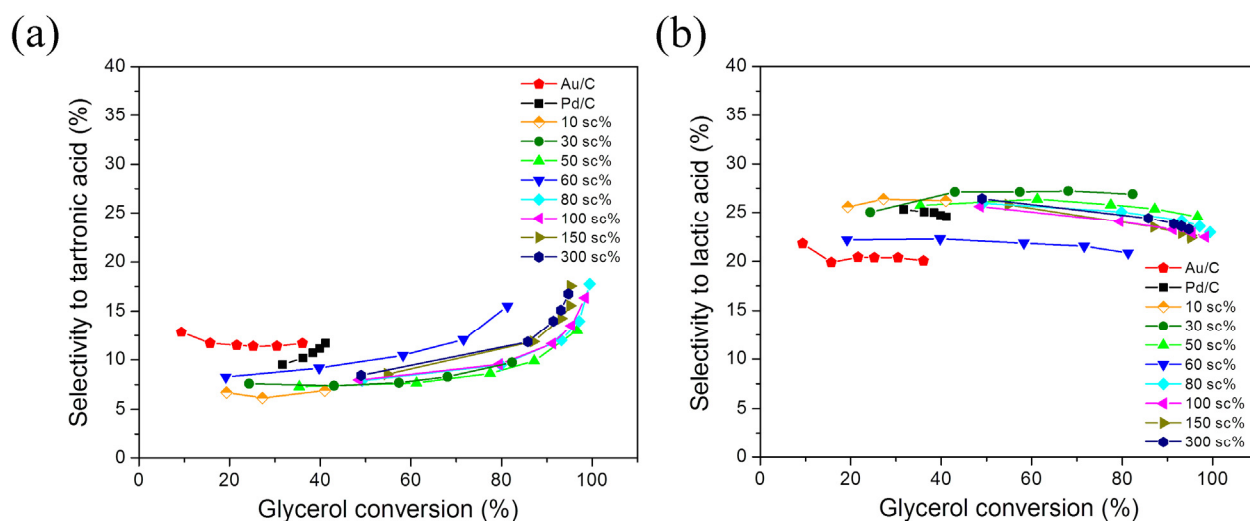 (a)
Selectivity to tartronic acid (%)
40
35
30
25
20
15
10
5
0
Au/C
Pd/C
10 sc%
30 sc%
50 sc%
60 sc%
80 sc%
100 sc%
150 sc%
300 sc%
0 20 40 60 80 100
Glycerol conversion (%)
(b)
Selectivity to lactic acid (%)
40
35
30
25
20
15
10
5
0
Au/C
Pd/C
10 sc%
30 sc%
50 sc%
60 sc%
80 sc%
100 sc%
150 sc%
300 sc%
0 20 40 60 80 100
Glycerol conversion (%)